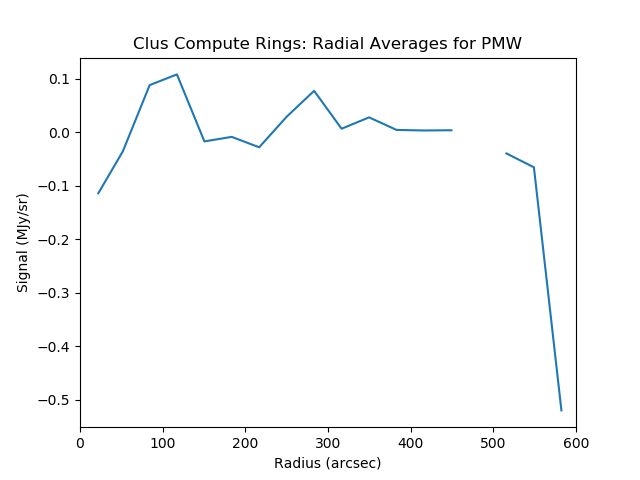 Clus Compute Rings: Radial Averages for PMW
0.1
0.0
−0.1
−0.2
−0.3
−0.4
−0.5
Signal (MJy/sr)
0 100 200 300 400 500 600
Radius (arcsec)